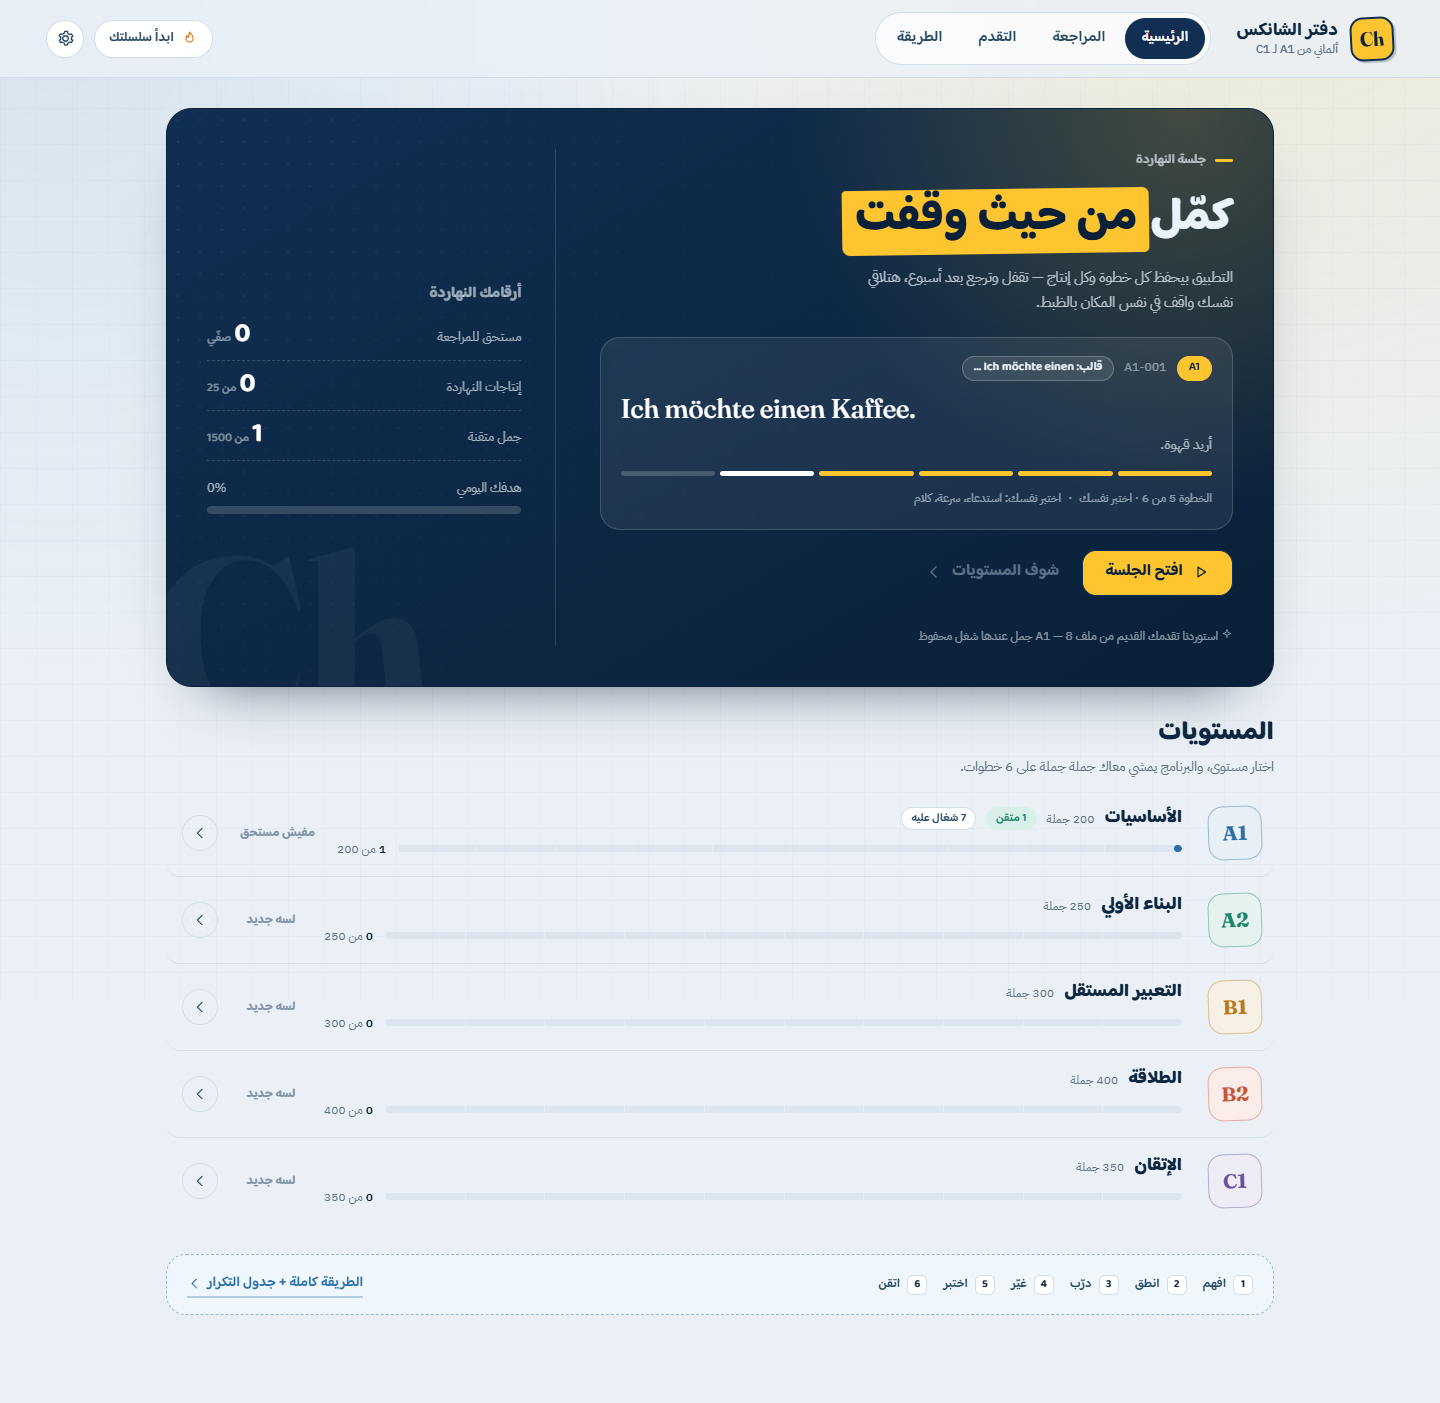 Ch
دفتر الشانكس
ألماني من A1 لـ C1
الرئيسية
المراجعة
التقدم
الطريقة
ابدأ سلسلتك
جلسة النهاردة
كمّل من حيث وقفت
التطبيق بيحفظ كل خطوة وكل إنتاج — تقفل وترجع بعد أسبوع، هتلاقي
نفسك واقف في نفس المكان بالظبط.
A1
A1-001
قالب: Ich möchte einen ...
Ich möchte einen Kaffee.
أريد قهوة.
الخطوة 5 من 6 · اختبر نفسك · اختبر نفسك: استدعاء، سرعة، كلام
افتح الجلسة
شوف المستويات
استوردنا تقدمك القديم من ملف A1 — 8 جمل عندها شغل محفوظ
أرقامك النهاردة
مستحق للمراجعة
0 صفّي
إنتاجات النهاردة
0 من 25
جمل متقنة
1 من 1500
هدفك اليومي
0%
Ch
المستويات
اختار مستوى، والبرنامج يمشي معاك جملة جملة على 6 خطوات.
A1
الأساسيات
200 جملة
1 متقن
7 شغال عليه
1 من 200
مفيش مستحق
A2
البناء الأولي
250 جملة
0 من 250
لسه جديد
B1
التعبير المستقل
300 جملة
0 من 300
لسه جديد
B2
الطلاقة
400 جملة
0 من 400
لسه جديد
C1
الإتقان
350 جملة
0 من 350
لسه جديد
1 افهم
2 انطق
3 درّب
4 غيّر
5 اختبر
6 اتقن
الطريقة كاملة + جدول التكرار